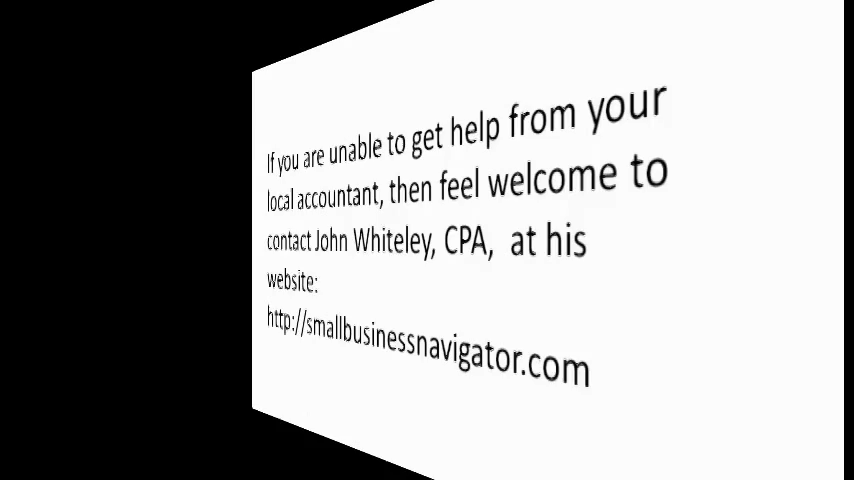 If you are unable to get help from your
local accountant, then feel welcome to
contact John Whiteley, CPA,  at his
website:
http://smallbusinessnavigator.com